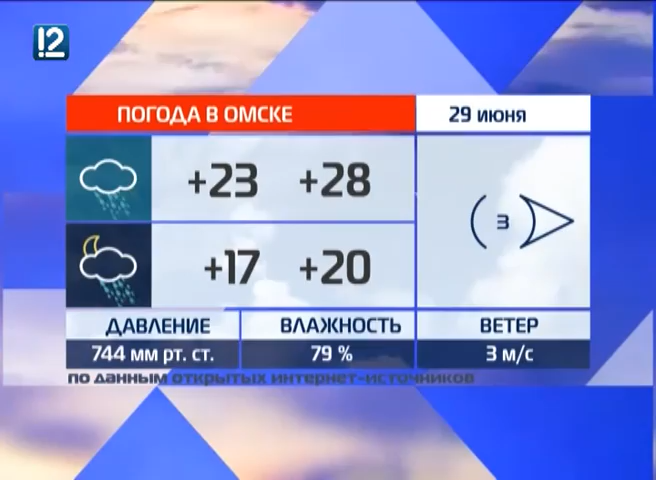 12
ПОГОДА В ОМСКЕ
29 июня
+23 +28
3
+17 +20
ДАВЛЕНИЕ ВЛАЖНОСТЬ ВЕТЕР
744 мм рт. ст. 79 % 3 м/с
по данным открытых интернет-источников